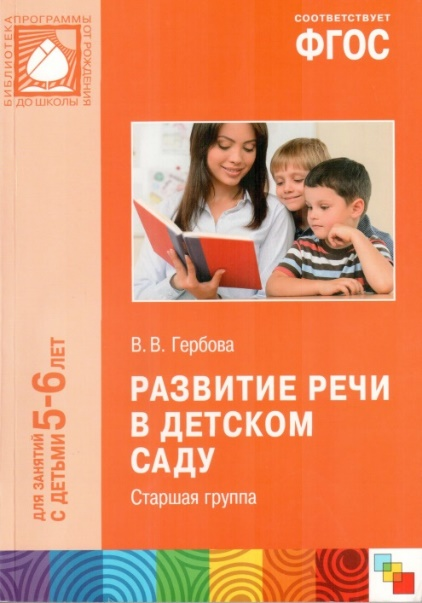 БИБЛИОТЕКА
ПРОГРАММЫ
ОТ РОЖДЕНИЯ
ДО ШКОЛЫ
СООТВЕТСТВУЕТ
ФГОС
В. В. Гербова
РАЗВИТИЕ РЕЧИ
В ДЕТСКОМ
САДУ
Старшая группа
ДЛЯ ЗАНЯТИЙ
С ДЕТЬМИ 5-6 ЛЕТ